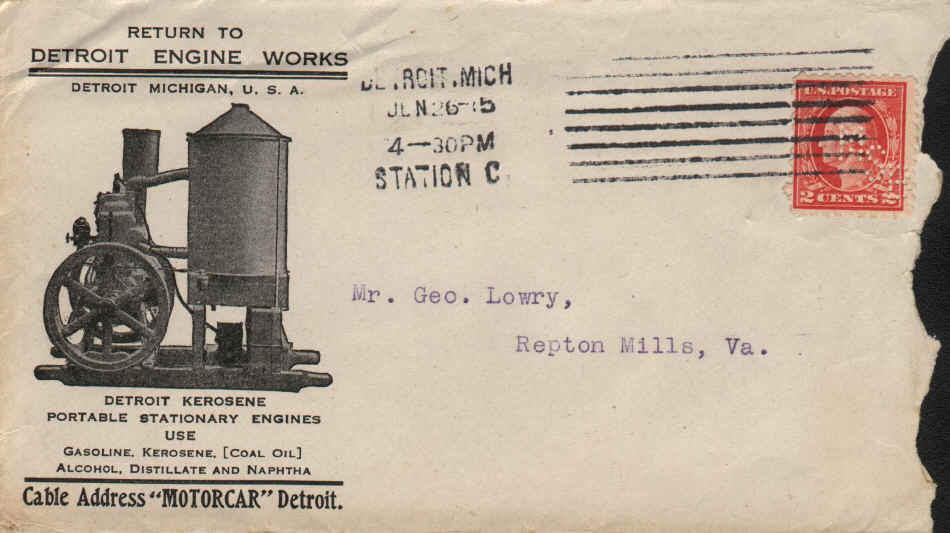 RETURN TO
DETROIT ENGINE WORKS
DETROIT MICHIGAN, U. S. A.
DETROIT KEROSENE
PORTABLE STATIONARY ENGINES
USE
GASOLINE, KEROSENE, [COAL OIL]
ALCOHOL, DISTILLATE AND NAPHTHA
Cable Address "MOTORCAR" Detroit.
DETROIT.MICH
JUN 26-15
4-30PM
STATION C
U.S. POSTAGE
2 CENTS 2
Mr. Geo. Lowry,
Repton Mills, Va.